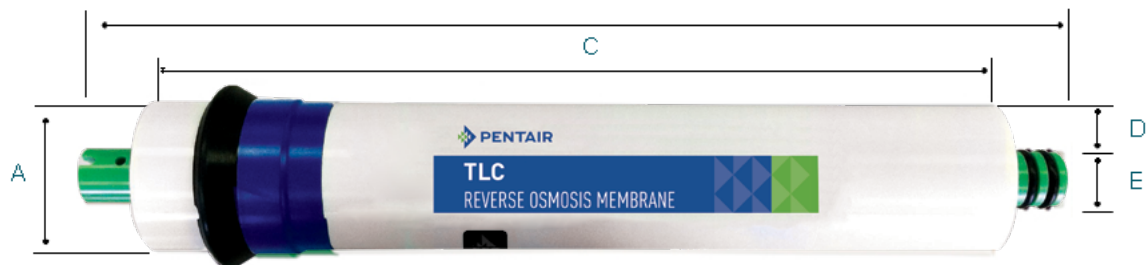 C
A
D
E
PENTAIR
TLC
REVERSE OSMOSIS MEMBRANE